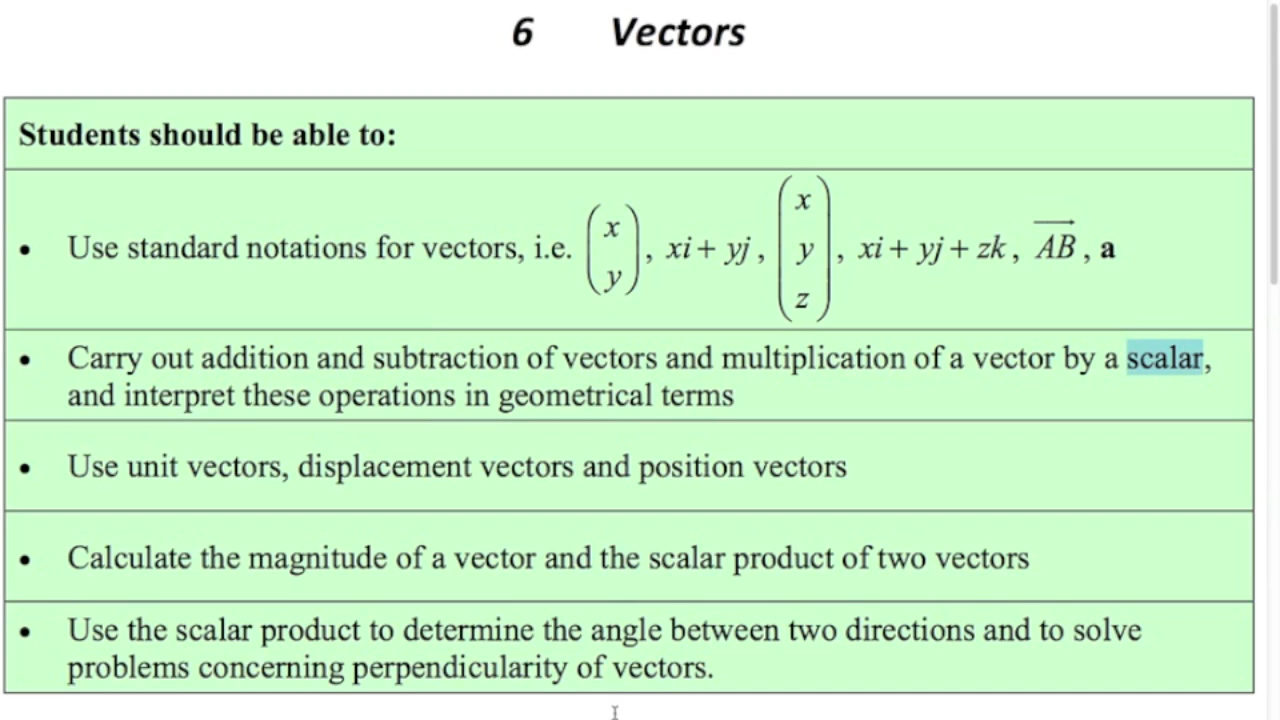 6 Vectors
Students should be able to:
• Use standard notations for vectors, i.e. (x y), xi + yj, (x y z), xi + yj + zk, \overrightarrow{AB}, a
• Carry out addition and subtraction of vectors and multiplication of a vector by a scalar,
and interpret these operations in geometrical terms
• Use unit vectors, displacement vectors and position vectors
• Calculate the magnitude of a vector and the scalar product of two vectors
• Use the scalar product to determine the angle between two directions and to solve
problems concerning perpendicularity of vectors.